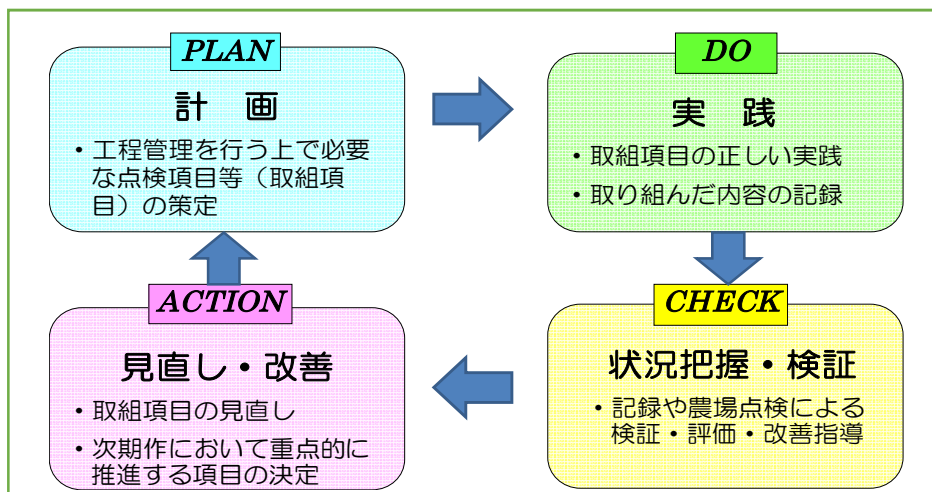 PLAN
計　画
・工程管理を行う上で必要
な点検項目等（取組項
目）の策定
DO
実　践
・取組項目の正しい実践
・取り組んだ内容の記録
CHECK
状況把握・検証
・記録や農場点検による
検証・評価・改善指導
ACTION
見直し・改善
・取組項目の見直し
・次期作において重点的に
推進する項目の決定